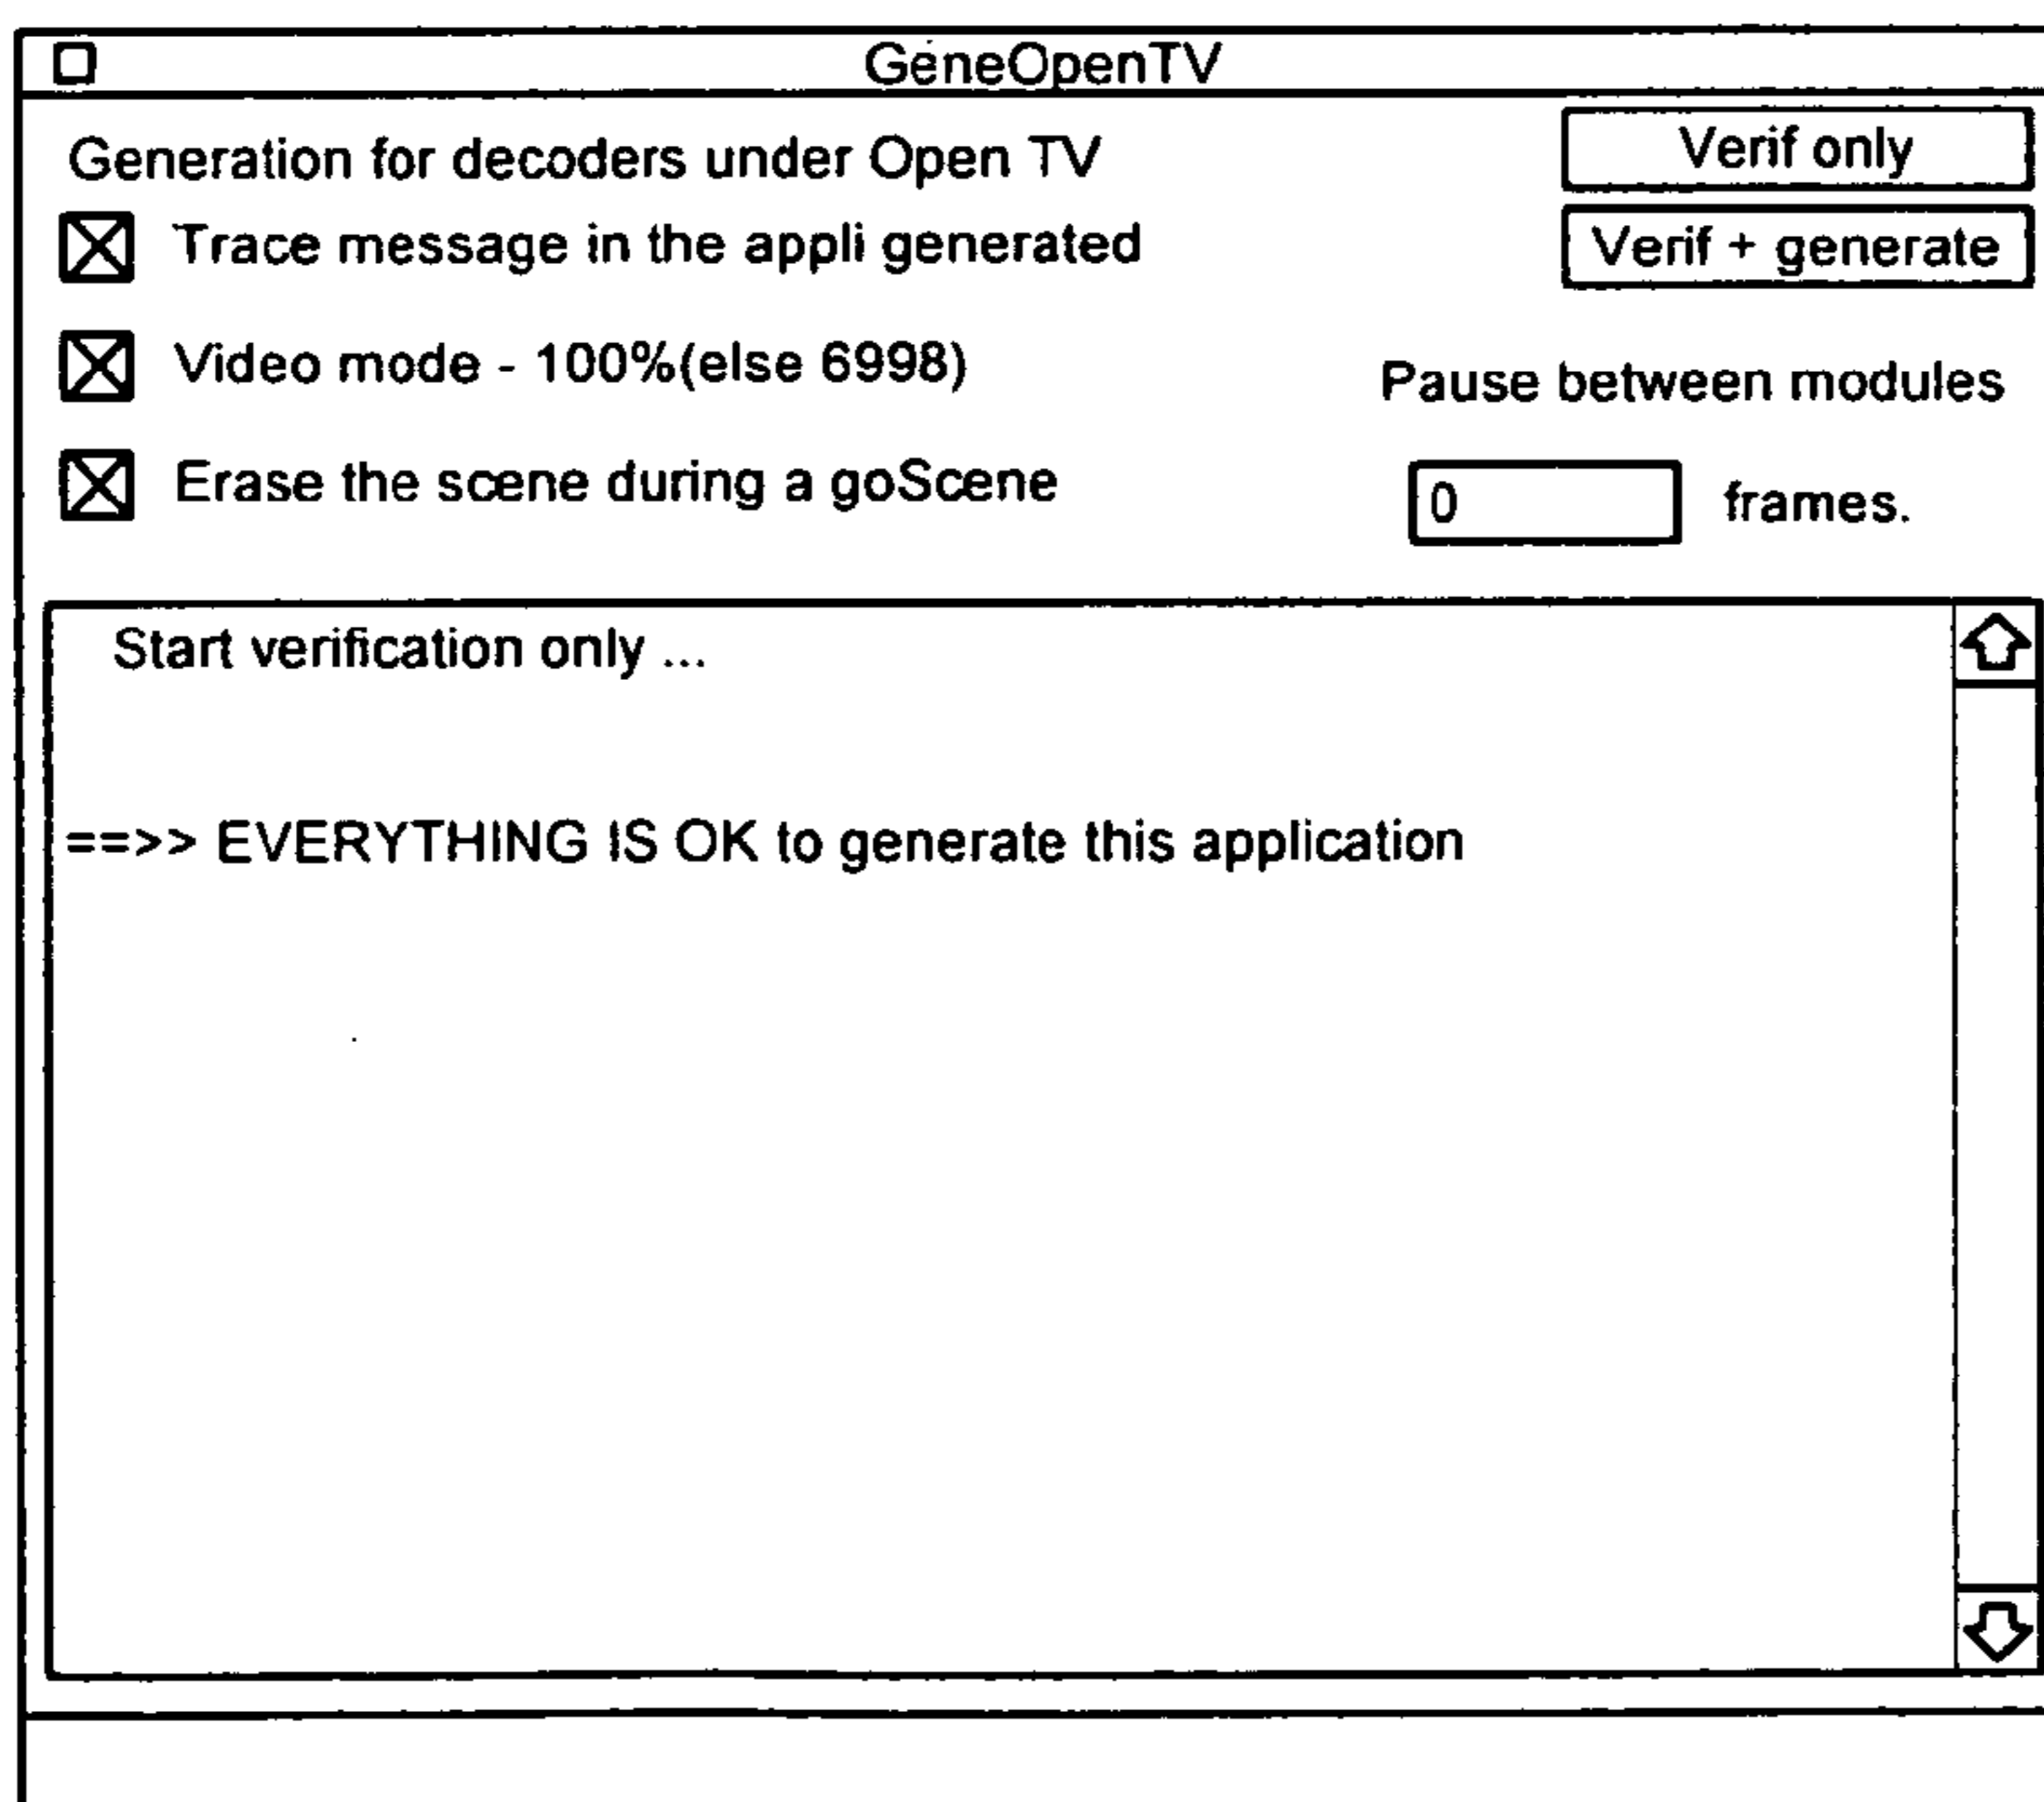 GeneOpenTV
Generation for decoders under Open TV
Verif only
Trace message in the appli generated
Verif + generate
Video mode - 100%(else 6998)
Pause between modules
Erase the scene during a goScene
0 frames.
Start verification only ...
==>> EVERYTHING IS OK to generate this application